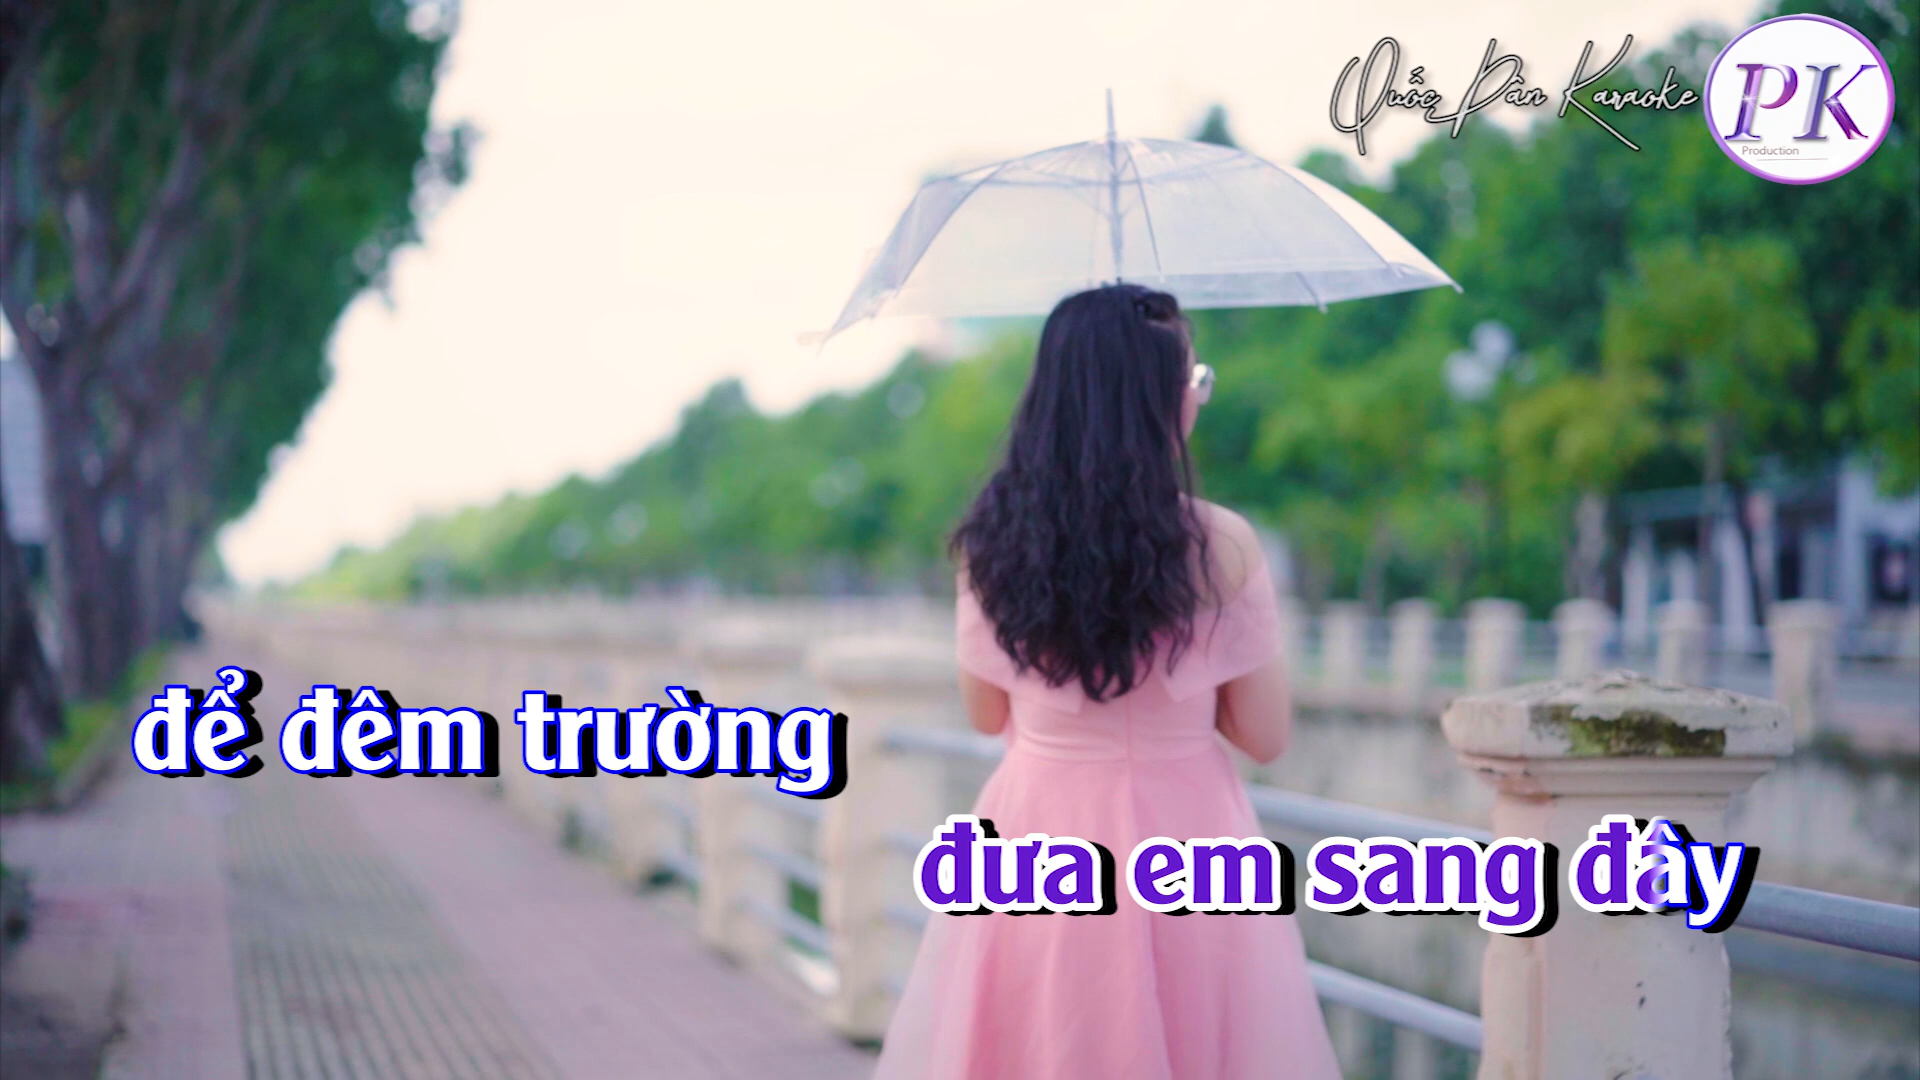 Quốc Dân Karaoke
PK
Production
để đêm trường
đưa em sang đây